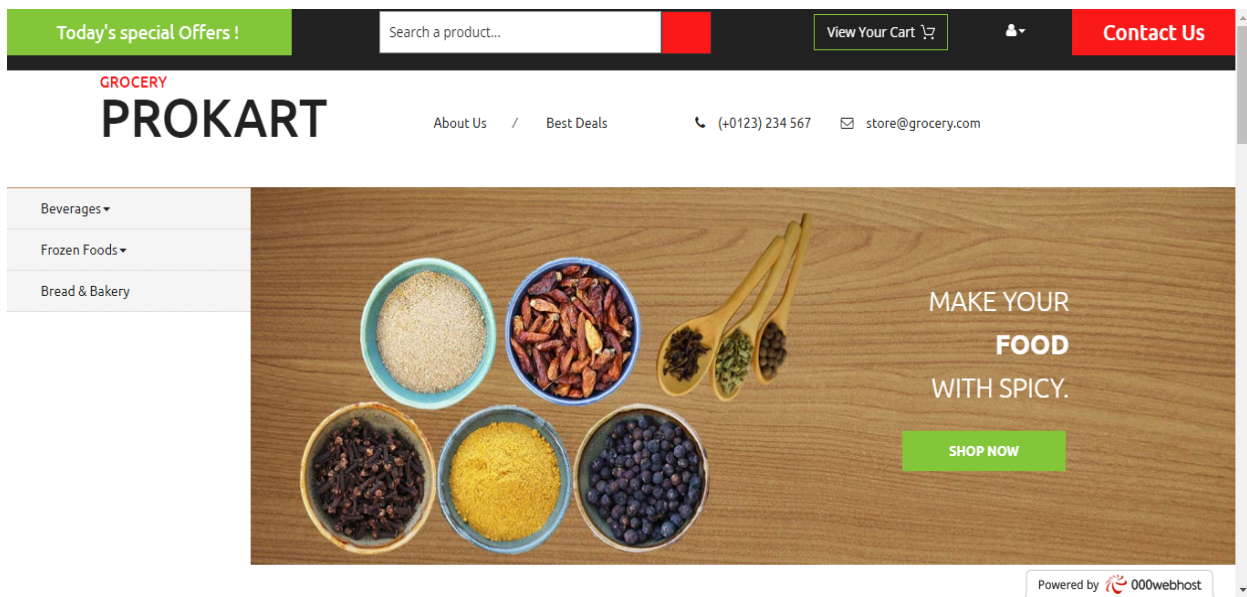 Today's special Offers !
Search a product...
View Your Cart
Contact Us
GROCERY
PROKART
About Us / Best Deals
(+0123) 234 567
store@grocery.com
Beverages
Frozen Foods
Bread & Bakery
MAKE YOUR
FOOD
WITH SPICY.
SHOP NOW
Powered by 000webhost